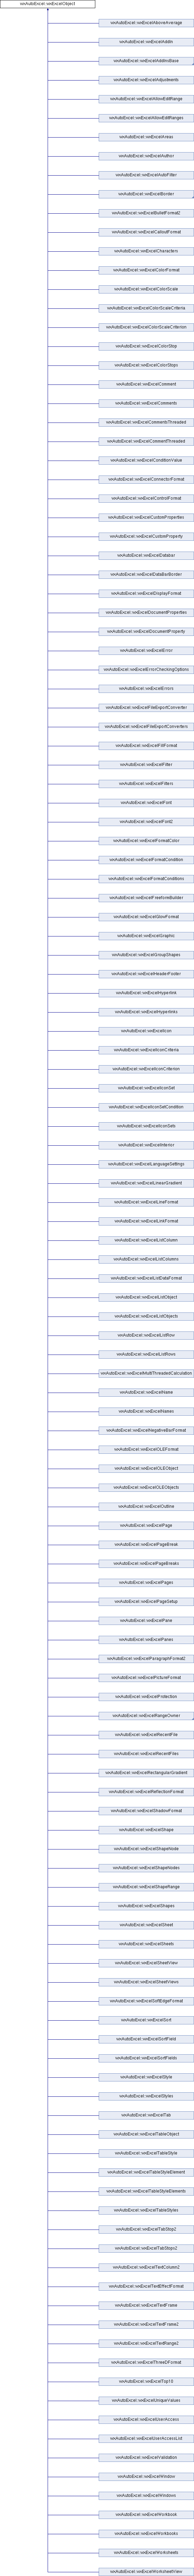 wxAutoExcel::wxExcelObject
wxAutoExcel::wxExcelAboveAverage
wxAutoExcel::wxExcelAddIn
wxAutoExcel::wxExcelAddInsBase
wxAutoExcel::wxExcelAdjustments
wxAutoExcel::wxExcelAllowEditRange
wxAutoExcel::wxExcelAllowEditRanges
wxAutoExcel::wxExcelAreas
wxAutoExcel::wxExcelAuthor
wxAutoExcel::wxExcelAutoFilter
wxAutoExcel::wxExcelBorder
wxAutoExcel::wxExcelBulletFormat2
wxAutoExcel::wxExcelCalloutFormat
wxAutoExcel::wxExcelCharacters
wxAutoExcel::wxExcelColorFormat
wxAutoExcel::wxExcelColorScale
wxAutoExcel::wxExcelColorScaleCriteria
wxAutoExcel::wxExcelColorScaleCriterion
wxAutoExcel::wxExcelColorStop
wxAutoExcel::wxExcelColorStops
wxAutoExcel::wxExcelComment
wxAutoExcel::wxExcelComments
wxAutoExcel::wxExcelCommentsThreaded
wxAutoExcel::wxExcelCommentThreaded
wxAutoExcel::wxExcelConditionValue
wxAutoExcel::wxExcelConnectorFormat
wxAutoExcel::wxExcelControlFormat
wxAutoExcel::wxExcelCustomProperties
wxAutoExcel::wxExcelCustomProperty
wxAutoExcel::wxExcelDatabar
wxAutoExcel::wxExcelDataBarBorder
wxAutoExcel::wxExcelDisplayFormat
wxAutoExcel::wxExcelDocumentProperties
wxAutoExcel::wxExcelDocumentProperty
wxAutoExcel::wxExcelError
wxAutoExcel::wxExcelErrorCheckingOptions
wxAutoExcel::wxExcelErrors
wxAutoExcel::wxExcelFileExportConverter
wxAutoExcel::wxExcelFileExportConverters
wxAutoExcel::wxExcelFillFormat
wxAutoExcel::wxExcelFilter
wxAutoExcel::wxExcelFilters
wxAutoExcel::wxExcelFont
wxAutoExcel::wxExcelFont2
wxAutoExcel::wxExcelFormatColor
wxAutoExcel::wxExcelFormatCondition
wxAutoExcel::wxExcelFormatConditions
wxAutoExcel::wxExcelFreeformBuilder
wxAutoExcel::wxExcelGlowFormat
wxAutoExcel::wxExcelGraphic
wxAutoExcel::wxExcelGroupShapes
wxAutoExcel::wxExcelHeaderFooter
wxAutoExcel::wxExcelHyperlink
wxAutoExcel::wxExcelHyperlinks
wxAutoExcel::wxExcelIcon
wxAutoExcel::wxExcelIconCriteria
wxAutoExcel::wxExcelIconCriterion
wxAutoExcel::wxExcelIconSet
wxAutoExcel::wxExcelIconSetCondition
wxAutoExcel::wxExcelIconSets
wxAutoExcel::wxExcelInterior
wxAutoExcel::wxExcelLanguageSettings
wxAutoExcel::wxExcelLinearGradient
wxAutoExcel::wxExcelLineFormat
wxAutoExcel::wxExcelLinkFormat
wxAutoExcel::wxExcelListColumn
wxAutoExcel::wxExcelListColumns
wxAutoExcel::wxExcelListDataFormat
wxAutoExcel::wxExcelListObject
wxAutoExcel::wxExcelListObjects
wxAutoExcel::wxExcelListRow
wxAutoExcel::wxExcelListRows
wxAutoExcel::wxExcelMultiThreadedCalculation
wxAutoExcel::wxExcelName
wxAutoExcel::wxExcelNames
wxAutoExcel::wxExcelNegativeBarFormat
wxAutoExcel::wxExcelOLEFormat
wxAutoExcel::wxExcelOLEObject
wxAutoExcel::wxExcelOLEObjects
wxAutoExcel::wxExcelOutline
wxAutoExcel::wxExcelPage
wxAutoExcel::wxExcelPageBreak
wxAutoExcel::wxExcelPageBreaks
wxAutoExcel::wxExcelPages
wxAutoExcel::wxExcelPageSetup
wxAutoExcel::wxExcelPane
wxAutoExcel::wxExcelPanes
wxAutoExcel::wxExcelParagraphFormat2
wxAutoExcel::wxExcelPictureFormat
wxAutoExcel::wxExcelProtection
wxAutoExcel::wxExcelRangeOwner
wxAutoExcel::wxExcelRecentFile
wxAutoExcel::wxExcelRecentFiles
wxAutoExcel::wxExcelRectangularGradient
wxAutoExcel::wxExcelReflectionFormat
wxAutoExcel::wxExcelShadowFormat
wxAutoExcel::wxExcelShape
wxAutoExcel::wxExcelShapeNode
wxAutoExcel::wxExcelShapeNodes
wxAutoExcel::wxExcelShapeRange
wxAutoExcel::wxExcelShapes
wxAutoExcel::wxExcelSheet
wxAutoExcel::wxExcelSheets
wxAutoExcel::wxExcelSheetView
wxAutoExcel::wxExcelSheetViews
wxAutoExcel::wxExcelSoftEdgeFormat
wxAutoExcel::wxExcelSort
wxAutoExcel::wxExcelSortField
wxAutoExcel::wxExcelSortFields
wxAutoExcel::wxExcelStyle
wxAutoExcel::wxExcelStyles
wxAutoExcel::wxExcelTab
wxAutoExcel::wxExcelTableObject
wxAutoExcel::wxExcelTableStyle
wxAutoExcel::wxExcelTableStyleElement
wxAutoExcel::wxExcelTableStyleElements
wxAutoExcel::wxExcelTableStyles
wxAutoExcel::wxExcelTabStop2
wxAutoExcel::wxExcelTabStops2
wxAutoExcel::wxExcelTextColumn2
wxAutoExcel::wxExcelTextEffectFormat
wxAutoExcel::wxExcelTextFrame
wxAutoExcel::wxExcelTextFrame2
wxAutoExcel::wxExcelTextRange2
wxAutoExcel::wxExcelThreeDFormat
wxAutoExcel::wxExcelTop10
wxAutoExcel::wxExcelUniqueValues
wxAutoExcel::wxExcelUserAccess
wxAutoExcel::wxExcelUserAccessList
wxAutoExcel::wxExcelValidation
wxAutoExcel::wxExcelWindow
wxAutoExcel::wxExcelWindows
wxAutoExcel::wxExcelWorkbook
wxAutoExcel::wxExcelWorkbooks
wxAutoExcel::wxExcelWorksheets
wxAutoExcel::wxExcelWorksheetView